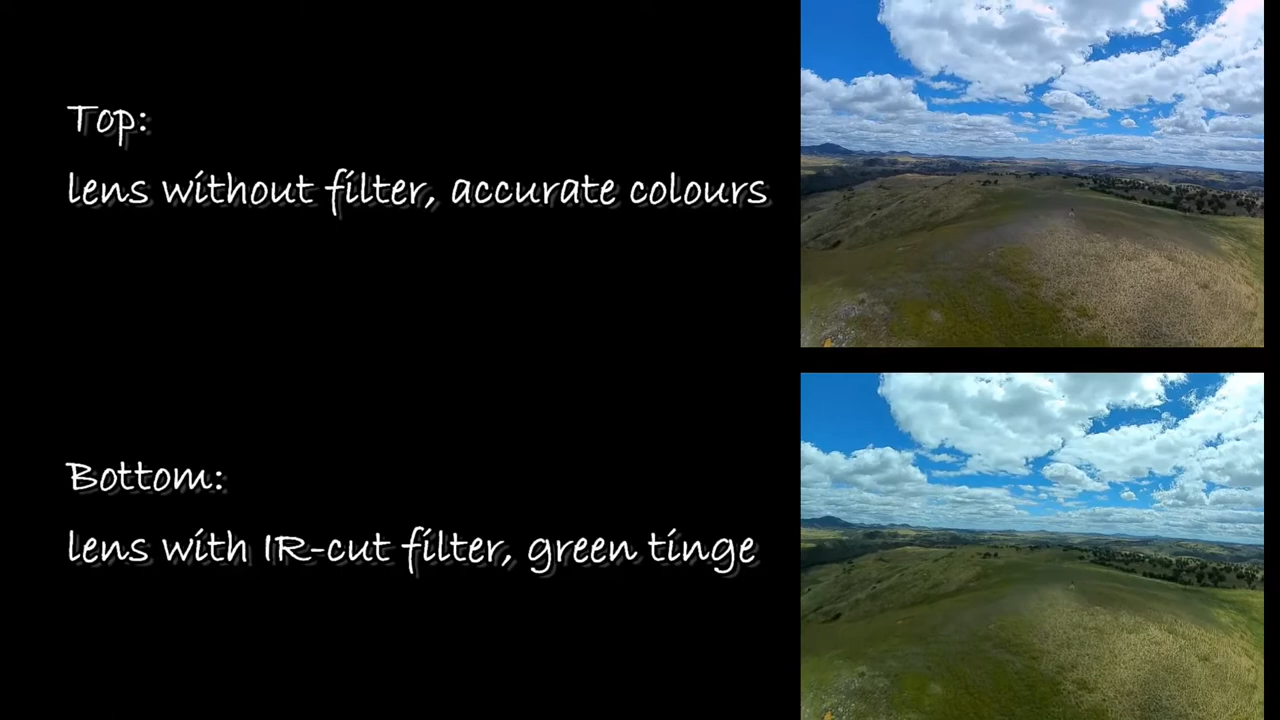 Top:
lens without filter, accurate colours
Bottom:
lens with IR-cut filter, green tinge